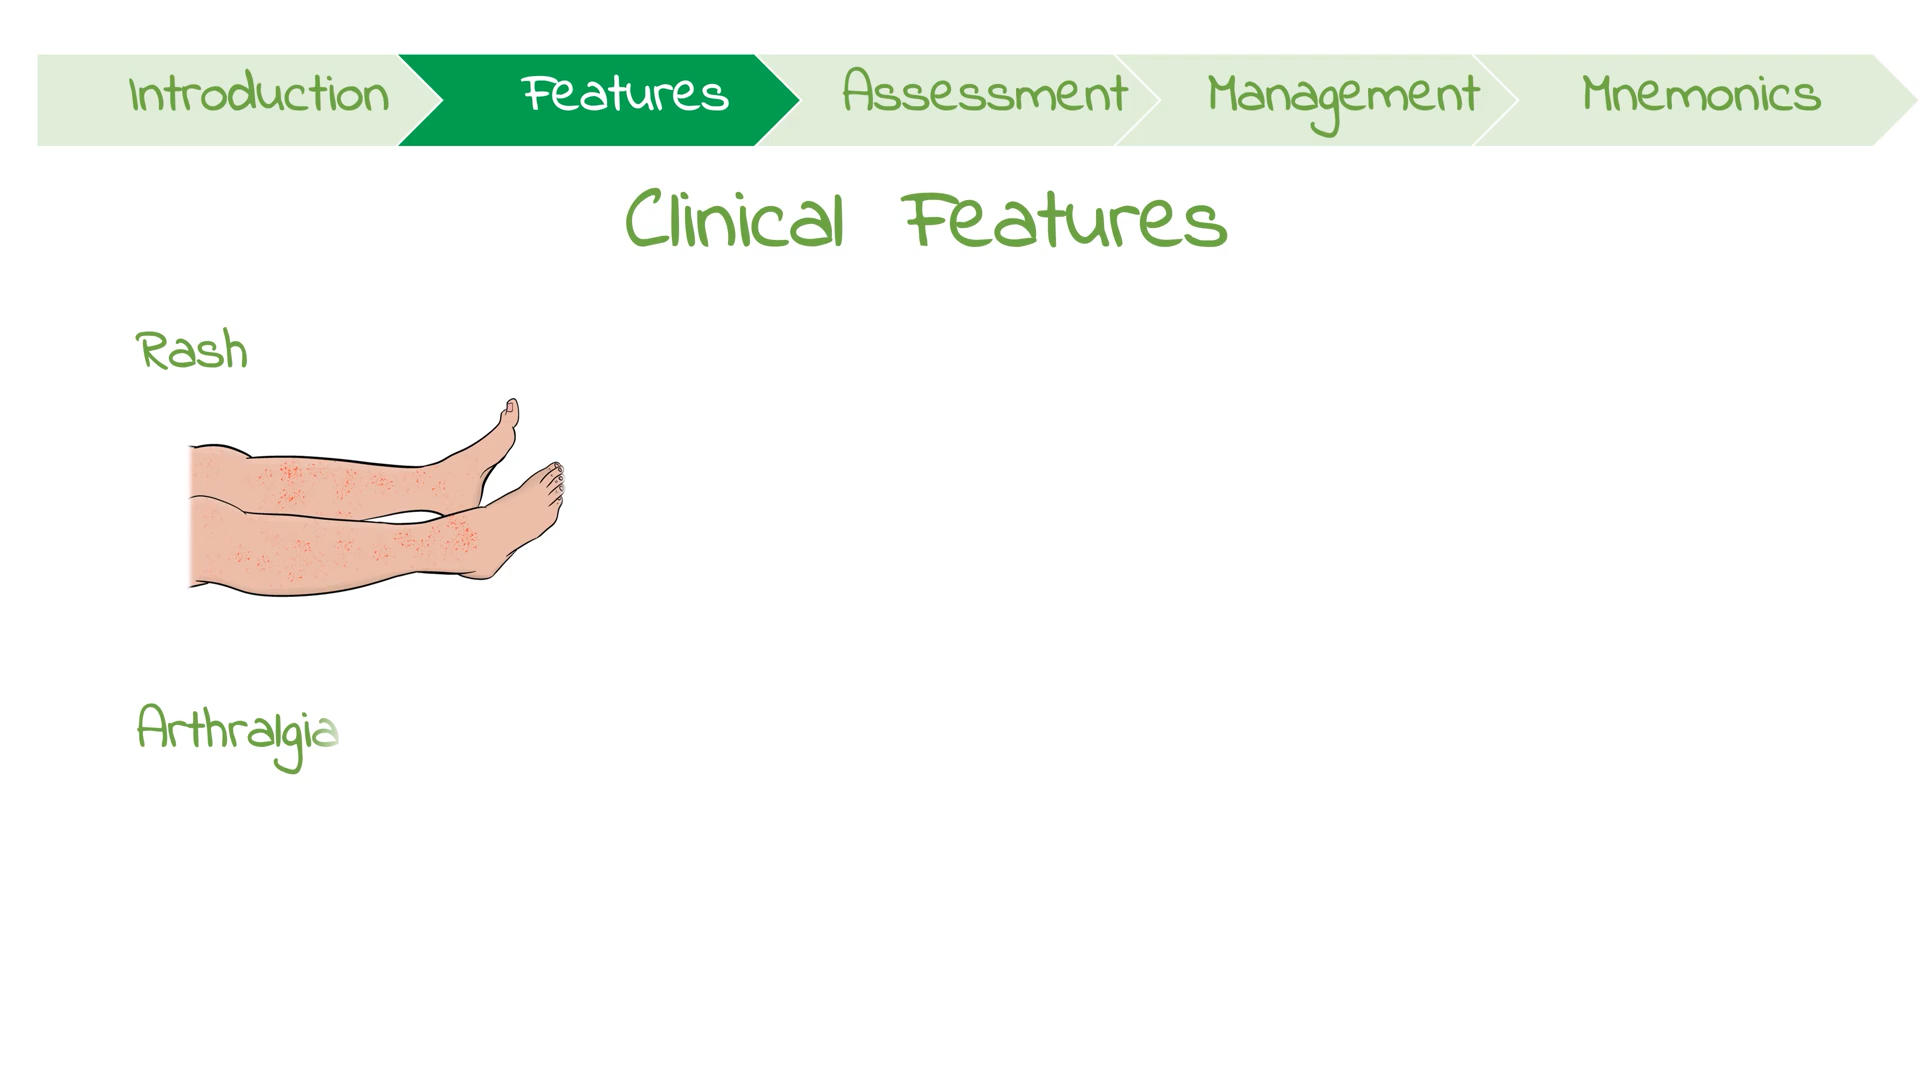 Introduction Features Assessment Management Mnemonics
Clinical Features
Rash
Arthralgia